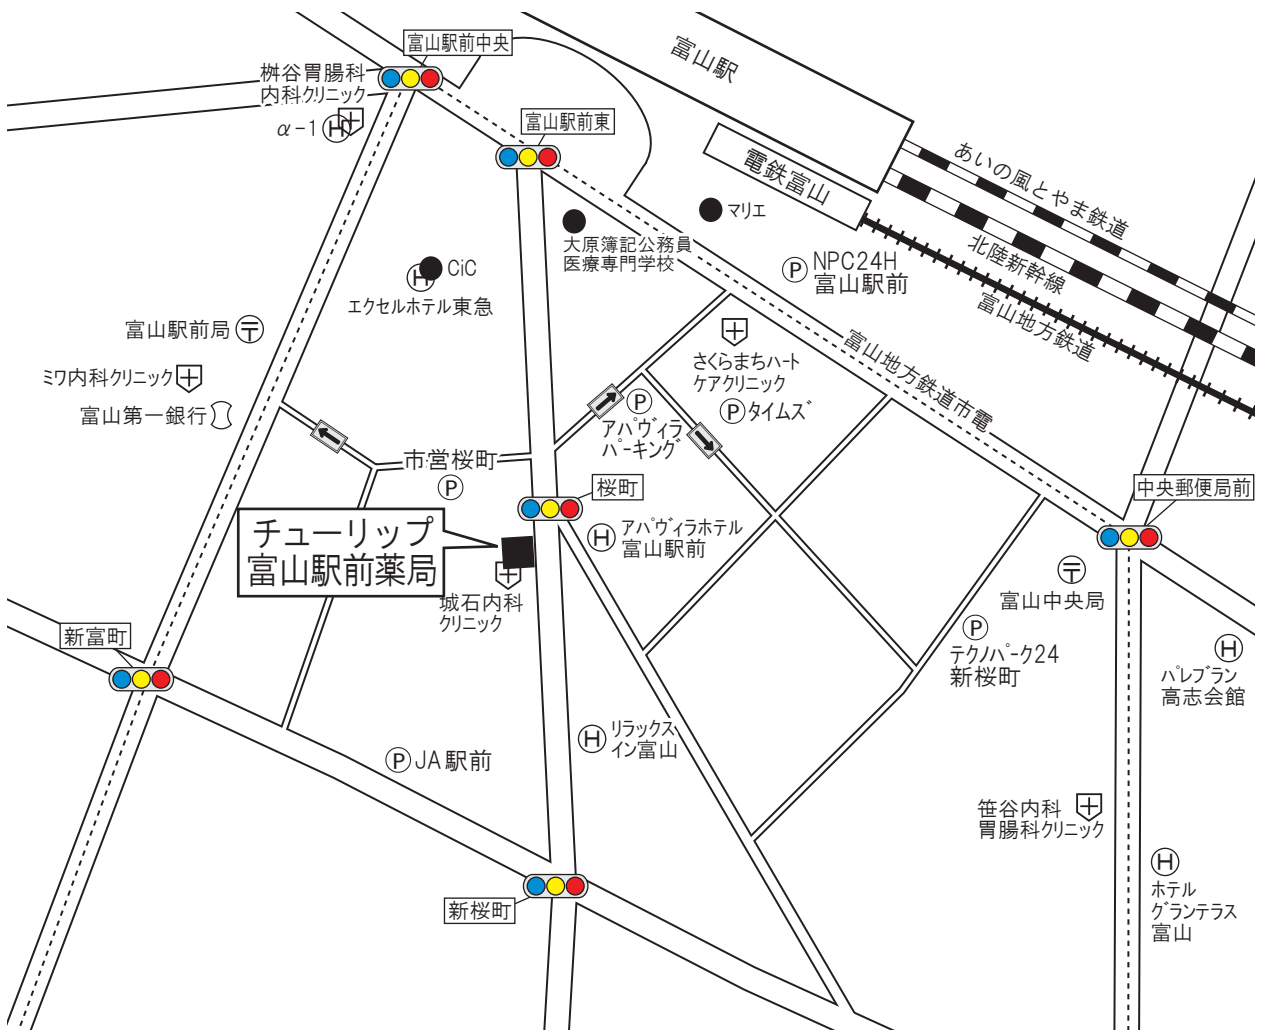 富山駅前中央
富山駅
桝谷胃腸科
内科クリニック
α-1
H
富山駅前東
電鉄富山
あいの風とやま鉄道
北陸新幹線
富山地方鉄道
マリエ
大原簿記公務員
医療専門学校
P
NPC24H
富山駅前
CiC
H
エクセルホテル東急
富山駅前局
〒
ミワ内科クリニック
富山第一銀行
さくらまちハート
ケアクリニック
P
タイムズ
富山地方鉄道市電
P
アパヴィラ
パーキング
市営桜町
P
桜町
中央郵便局前
チューリップ
富山駅前薬局
H
アパヴィラホテル
富山駅前
城石内科
クリニック
〒
富山中央局
新富町
P
テクノパーク24
新桜町
H
パレブラン
高志会館
H
リラックス
イン富山
P
JA駅前
笹谷内科
胃腸科クリニック
H
ホテル
グランテラス
富山
新桜町